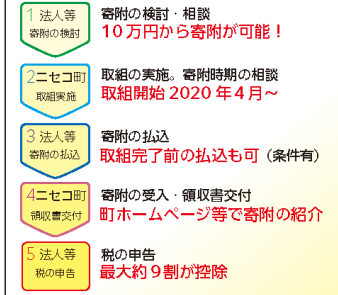 1 法人等
寄附の検討
寄附の検討・相談
10万円から寄附が可能！
2ニセコ町
取組実施
取組の実施。寄附時期の相談
取組開始 2020 年４月～
3 法人等
寄附の払込
寄附の払込
取組完了前の払込も可（条件有）
4ニセコ町
領収書交付
寄附の受入・領収書交付
町ホームページ等で寄附の紹介
5 法人等
税の申告
税の申告
最大約９割が控除